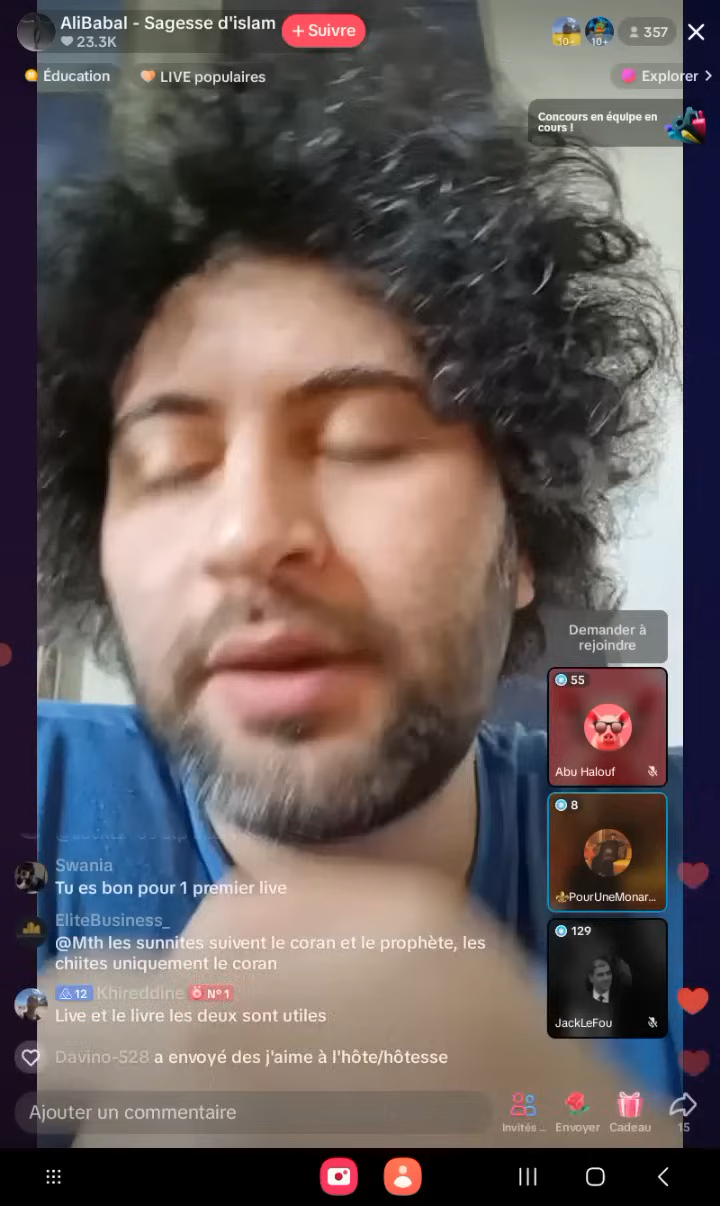 AliBabal - Sagesse d'islam
23.3K
+ Suivre
10+
10+
357
Éducation
LIVE populaires
Explorer
Concours en équipe en
cours !
Demander à
rejoindre
55
Abu Halouf
8
PourUneMonar...
129
JackLeFou
Swania
Tu es bon pour 1 premier live
EliteBusiness_
@Mth les sunnites suivent le coran et le prophète, les
chiites uniquement le coran
12 Khireddine N° 1
Live et le livre les deux sont utiles
Davino-528 a envoyé des j'aime à l'hôte/hôtesse
Ajouter un commentaire
Invités ...
Envoyer
Cadeau
15